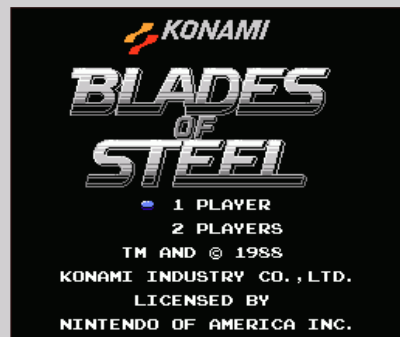 KONAMI
BLADES
OF
STEEL
1 PLAYER
2 PLAYERS
TM AND © 1988
KONAMI INDUSTRY CO.,LTD.
LICENSED BY
NINTENDO OF AMERICA INC.